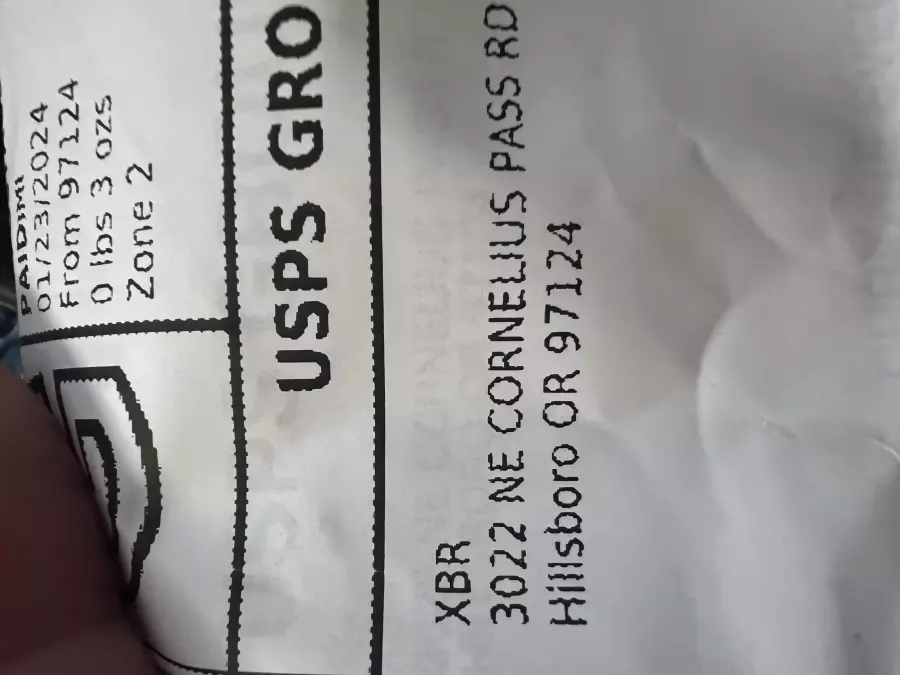 PAID IMI
01/23/2024
From 97124
0 lbs 3 ozs
Zone 2
USPS GRO
XBR
3022 NE CORNELIUS PASS RD
Hillsboro OR 97124